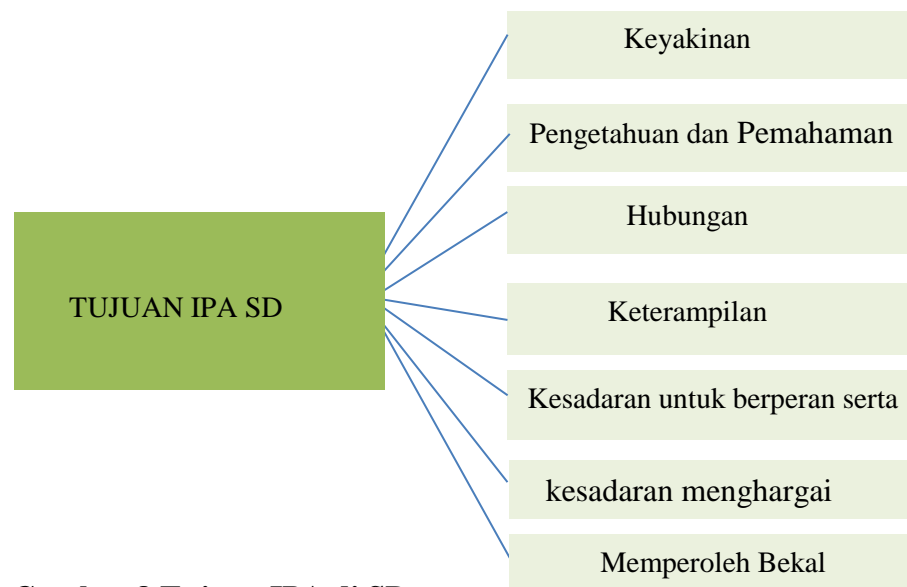 Keyakinan
Pengetahuan dan Pemahaman
Hubungan
TUJUAN IPA SD
Keterampilan
Kesadaran untuk berperan serta
kesadaran menghargai
Memperoleh Bekal